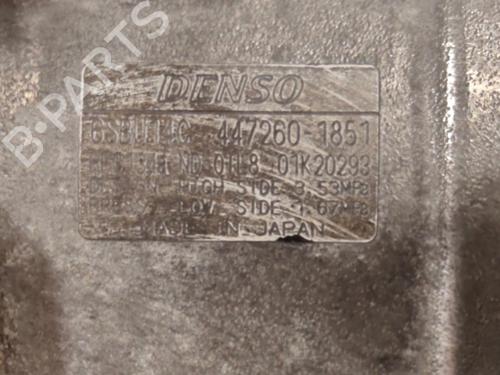 B-PARTS
DENSO
6SBU14C 447260-1851
ND-OIL8 01K20293
HIGH SIDE 3.53MPa
LOW SIDE 1.67MPa
MADE IN JAPAN